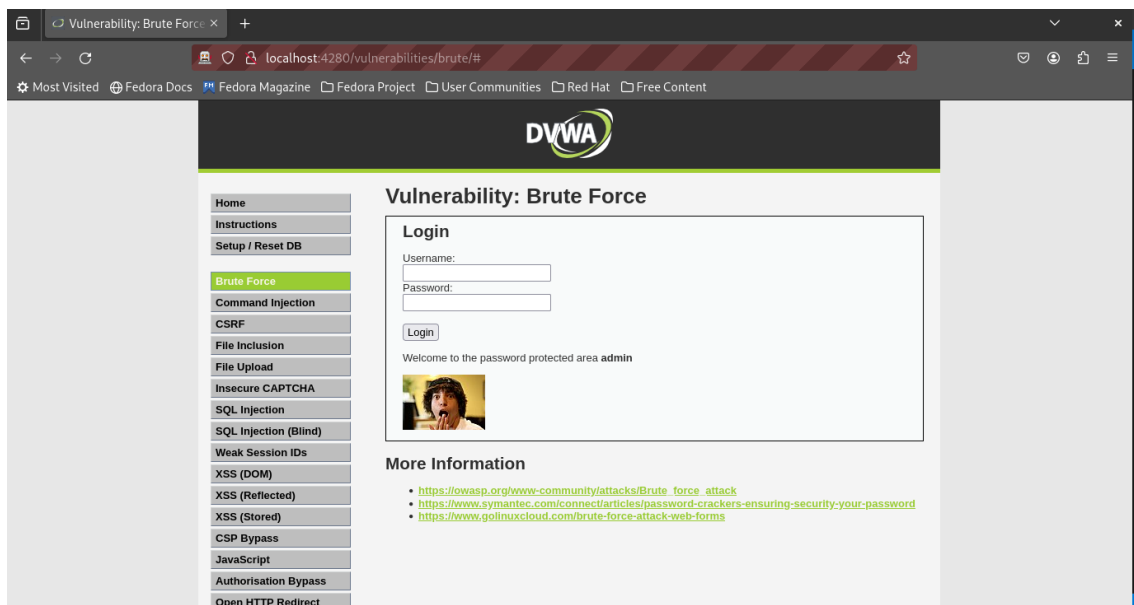 Vulnerability: Brute Force
localhost:4280/vulnerabilities/brute/#
Most Visited Fedora Docs Fedora Magazine Fedora Project User Communities Red Hat Free Content
DVWA
Home
Instructions
Setup / Reset DB
Brute Force
Command Injection
CSRF
File Inclusion
File Upload
Insecure CAPTCHA
SQL Injection
SQL Injection (Blind)
Weak Session IDs
XSS (DOM)
XSS (Reflected)
XSS (Stored)
CSP Bypass
JavaScript
Authorisation Bypass
Open HTTP Redirect
Vulnerability: Brute Force
Login
Username:
Password:
Login
Welcome to the password protected area admin
More Information
https://owasp.org/www-community/attacks/Brute_force_attack
https://www.symantec.com/connect/articles/password-crackers-ensuring-security-your-password
https://www.golinuxcloud.com/brute-force-attack-web-forms